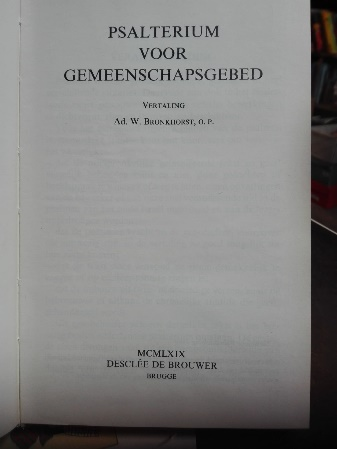 PSALTERIUM
VOOR
GEMEENSCHAPSGEBED
VERTALING
AD. W. BRONKHORST, O. P.
MCMLXIX
DESCLÉE DE BROUWER
BRUGGE